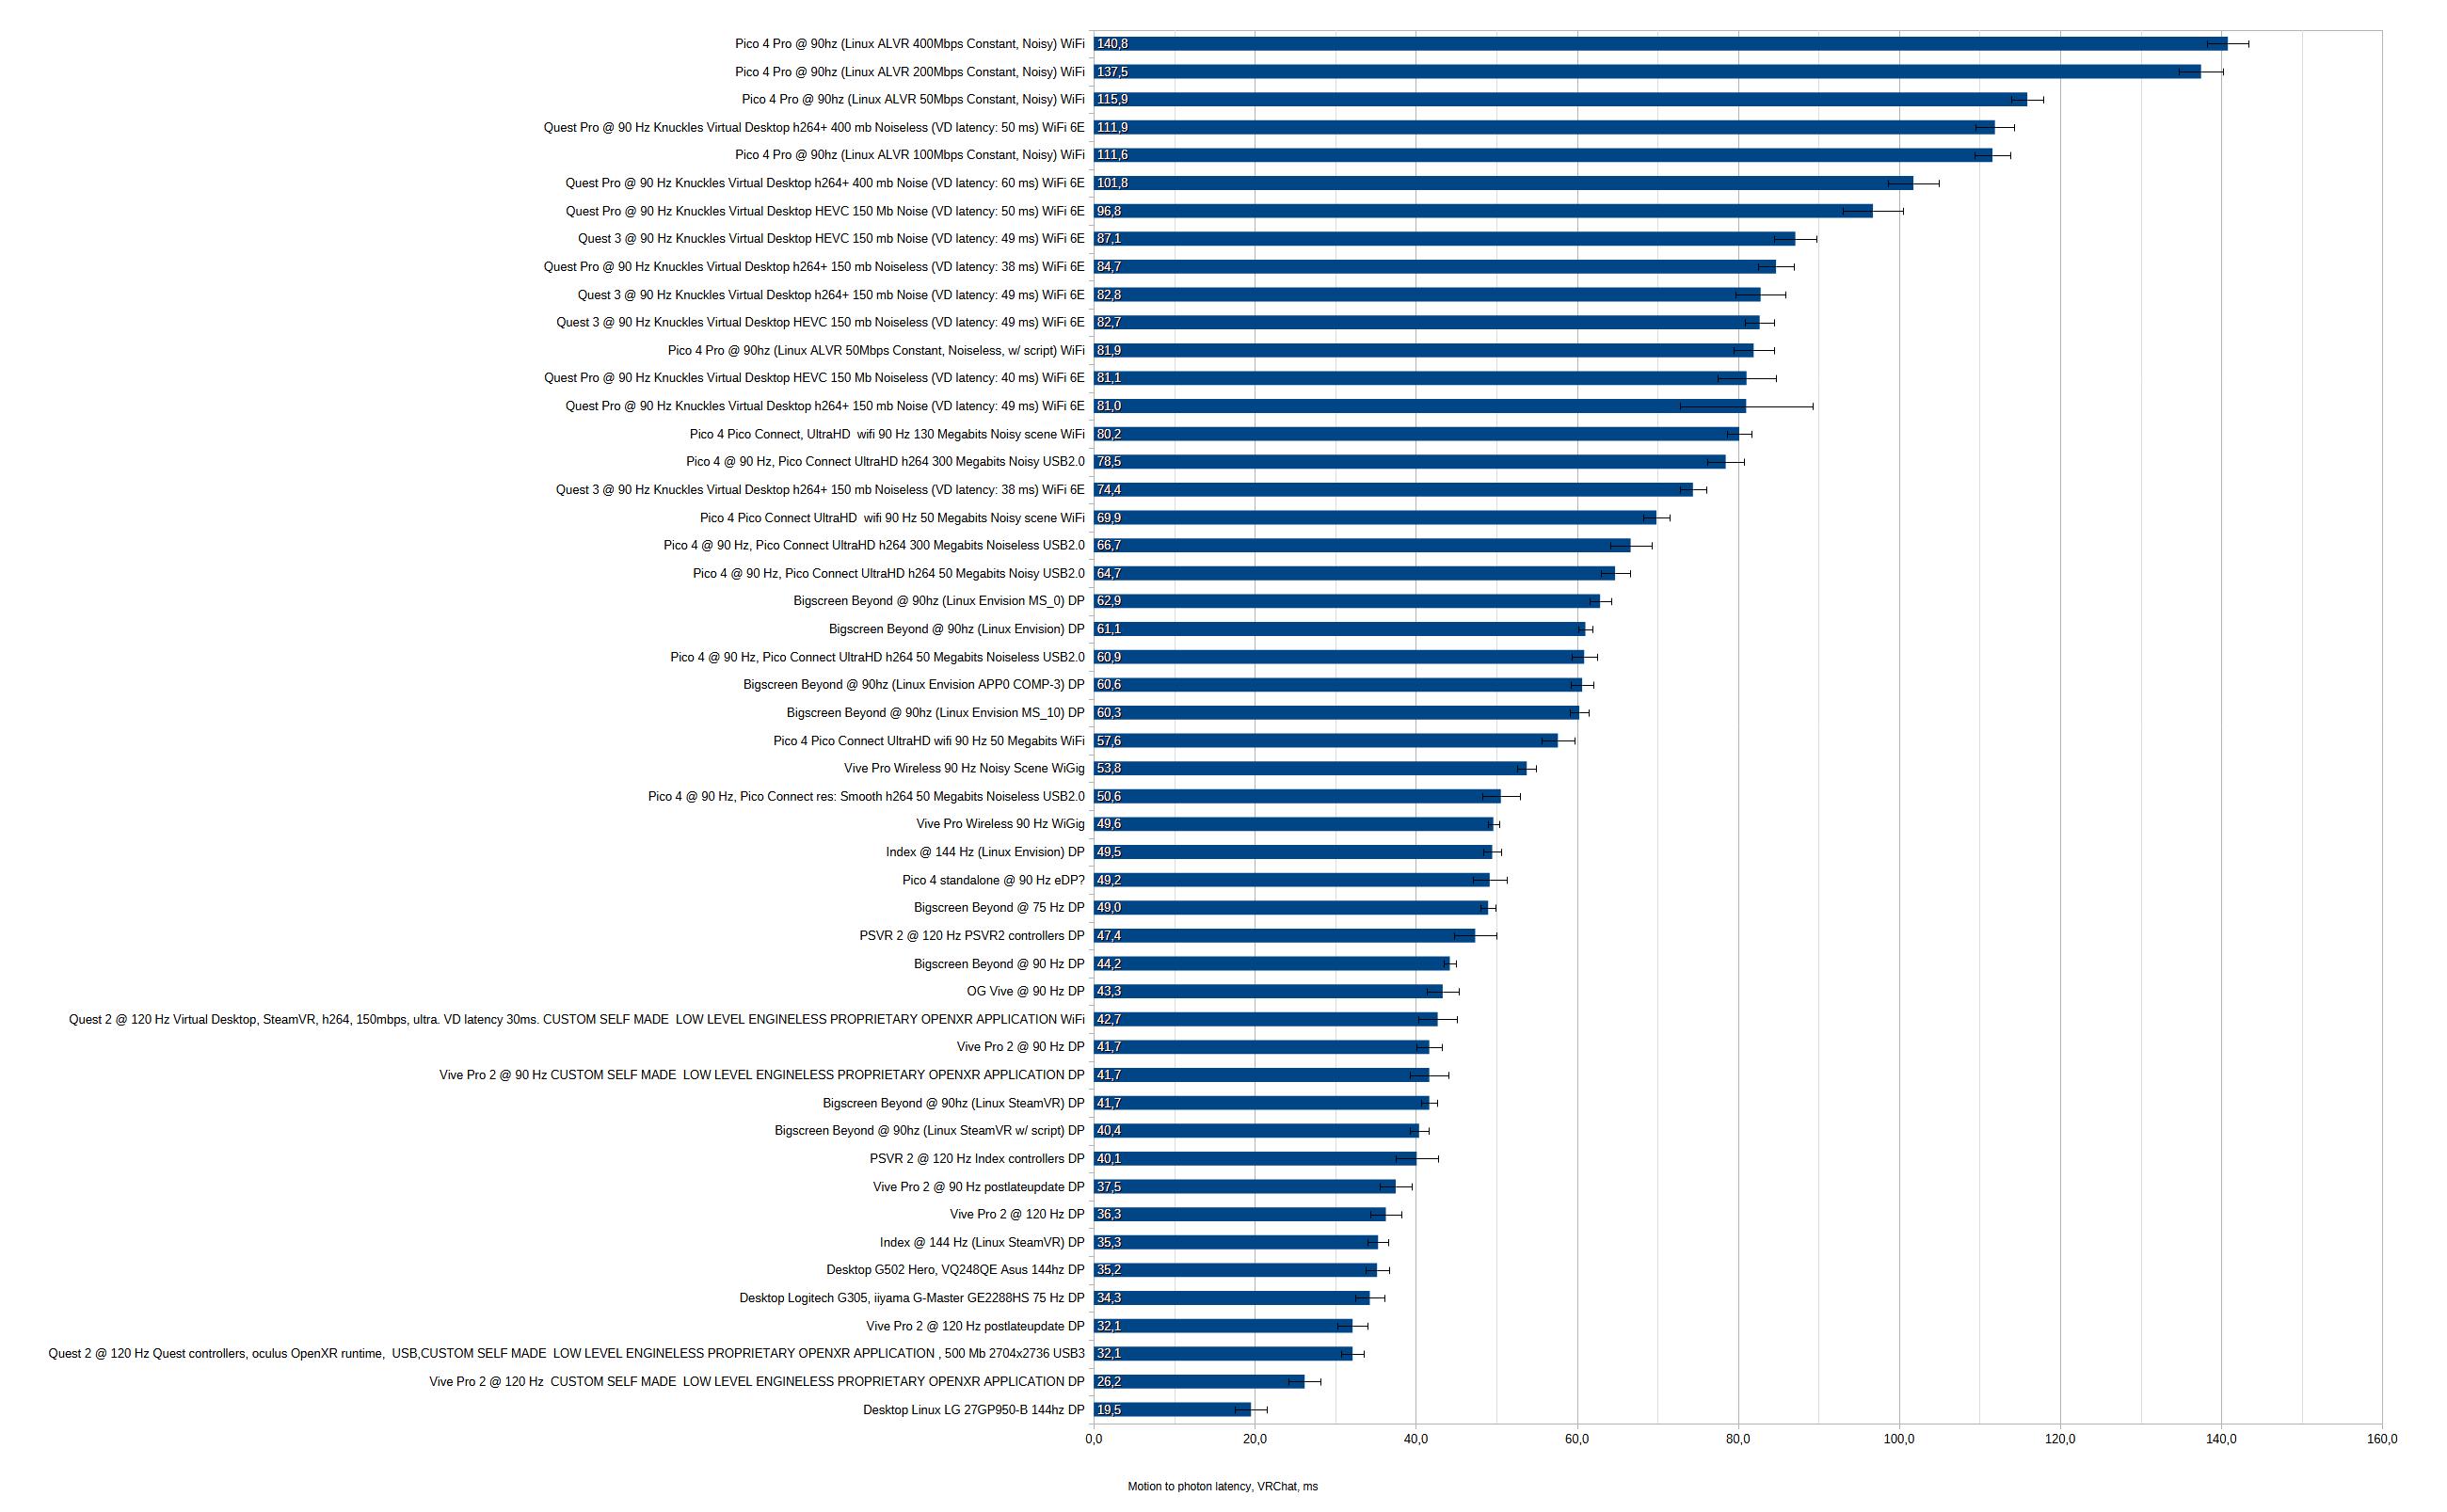 Pico 4 Pro @ 90hz (Linux ALVR 400Mbps Constant, Noisy) WiFi 140,8
Pico 4 Pro @ 90hz (Linux ALVR 200Mbps Constant, Noisy) WiFi 137,5
Pico 4 Pro @ 90hz (Linux ALVR 50Mbps Constant, Noisy) WiFi 115,9
Quest Pro @ 90 Hz Knuckles Virtual Desktop h264+ 400 mb Noiseless (VD latency: 50 ms) WiFi 6E 111,9
Pico 4 Pro @ 90hz (Linux ALVR 100Mbps Constant, Noisy) WiFi 111,6
Quest Pro @ 90 Hz Knuckles Virtual Desktop h264+ 400 mb Noise (VD latency: 60 ms) WiFi 6E 101,8
Quest Pro @ 90 Hz Knuckles Virtual Desktop HEVC 150 Mb Noise (VD latency: 50 ms) WiFi 6E 96,8
Quest 3 @ 90 Hz Knuckles Virtual Desktop HEVC 150 mb Noise (VD latency: 49 ms) WiFi 6E 87,1
Quest Pro @ 90 Hz Knuckles Virtual Desktop h264+ 150 mb Noiseless (VD latency: 38 ms) WiFi 6E 84,7
Quest 3 @ 90 Hz Knuckles Virtual Desktop h264+ 150 mb Noise (VD latency: 49 ms) WiFi 6E 82,8
Quest 3 @ 90 Hz Knuckles Virtual Desktop HEVC 150 mb Noiseless (VD latency: 49 ms) WiFi 6E 82,7
Pico 4 Pro @ 90hz (Linux ALVR 50Mbps Constant, Noiseless, w/ script) WiFi 81,9
Quest Pro @ 90 Hz Knuckles Virtual Desktop HEVC 150 Mb Noiseless (VD latency: 40 ms) WiFi 6E 81,1
Quest Pro @ 90 Hz Knuckles Virtual Desktop h264+ 150 mb Noise (VD latency: 49 ms) WiFi 6E 81,0
Pico 4 Pico Connect, UltraHD  wifi 90 Hz 130 Megabits Noisy scene WiFi 80,2
Pico 4 @ 90 Hz, Pico Connect UltraHD h264 300 Megabits Noisy USB2.0 78,5
Quest 3 @ 90 Hz Knuckles Virtual Desktop h264+ 150 mb Noiseless (VD latency: 38 ms) WiFi 6E 74,4
Pico 4 Pico Connect UltraHD  wifi 90 Hz 50 Megabits Noisy scene WiFi 69,9
Pico 4 @ 90 Hz, Pico Connect UltraHD h264 300 Megabits Noiseless USB2.0 66,7
Pico 4 @ 90 Hz, Pico Connect UltraHD h264 50 Megabits Noisy USB2.0 64,7
Bigscreen Beyond @ 90hz (Linux Envision MS_0) DP 62,9
Bigscreen Beyond @ 90hz (Linux Envision) DP 61,1
Pico 4 @ 90 Hz, Pico Connect UltraHD h264 50 Megabits Noiseless USB2.0 60,9
Bigscreen Beyond @ 90hz (Linux Envision APP0 COMP-3) DP 60,6
Bigscreen Beyond @ 90hz (Linux Envision MS_10) DP 60,3
Pico 4 Pico Connect UltraHD wifi 90 Hz 50 Megabits WiFi 57,6
Vive Pro Wireless 90 Hz Noisy Scene WiGig 53,8
Pico 4 @ 90 Hz, Pico Connect res: Smooth h264 50 Megabits Noiseless USB2.0 50,6
Vive Pro Wireless 90 Hz WiGig 49,6
Index @ 144 Hz (Linux Envision) DP 49,5
Pico 4 standalone @ 90 Hz eDP? 49,2
Bigscreen Beyond @ 75 Hz DP 49,0
PSVR 2 @ 120 Hz PSVR2 controllers DP 47,4
Bigscreen Beyond @ 90 Hz DP 44,2
OG Vive @ 90 Hz DP 43,3
Quest 2 @ 120 Hz Virtual Desktop, SteamVR, h264, 150mbps, ultra. VD latency 30ms. CUSTOM SELF MADE  LOW LEVEL ENGINELESS PROPRIETARY OPENXR APPLICATION WiFi 42,7
Vive Pro 2 @ 90 Hz DP 41,7
Vive Pro 2 @ 90 Hz CUSTOM SELF MADE  LOW LEVEL ENGINELESS PROPRIETARY OPENXR APPLICATION DP 41,7
Bigscreen Beyond @ 90hz (Linux SteamVR) DP 41,7
Bigscreen Beyond @ 90hz (Linux SteamVR w/ script) DP 40,4
PSVR 2 @ 120 Hz Index controllers DP 40,1
Vive Pro 2 @ 90 Hz postlateupdate DP 37,5
Vive Pro 2 @ 120 Hz DP 36,3
Index @ 144 Hz (Linux SteamVR) DP 35,3
Desktop G502 Hero, VQ248QE Asus 144hz DP 35,2
Desktop Logitech G305, iiyama G-Master GE2288HS 75 Hz DP 34,3
Vive Pro 2 @ 120 Hz postlateupdate DP 32,1
Quest 2 @ 120 Hz Quest controllers, oculus OpenXR runtime,  USB,CUSTOM SELF MADE  LOW LEVEL ENGINELESS PROPRIETARY OPENXR APPLICATION , 500 Mb 2704x2736 USB3 32,1
Vive Pro 2 @ 120 Hz  CUSTOM SELF MADE  LOW LEVEL ENGINELESS PROPRIETARY OPENXR APPLICATION DP 26,2
Desktop Linux LG 27GP950-B 144hz DP 19,5
0,0 20,0 40,0 60,0 80,0 100,0 120,0 140,0 160,0
Motion to photon latency, VRChat, ms